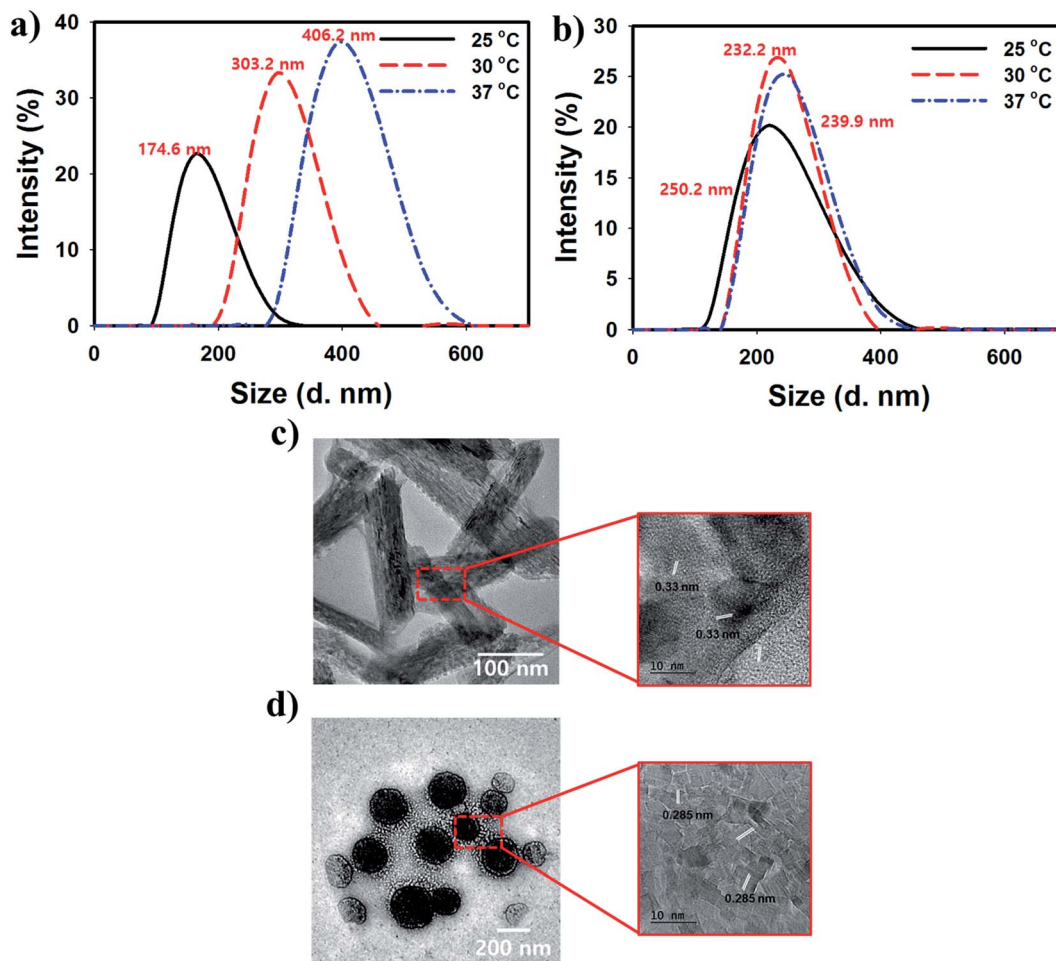 a)
40
30
20
10
0
Intensity (%)
174.6 nm
303.2 nm
406.2 nm
25 °C
30 °C
37 °C
0 200 400 600
Size (d. nm)
b)
30
25
20
15
10
5
0
Intensity (%)
232.2 nm
250.2 nm
239.9 nm
25 °C
30 °C
37 °C
0 200 400 600
Size (d. nm)
c)
100 nm
0.33 nm
0.33 nm
10 nm
d)
200 nm
0.285 nm
0.285 nm
10 nm